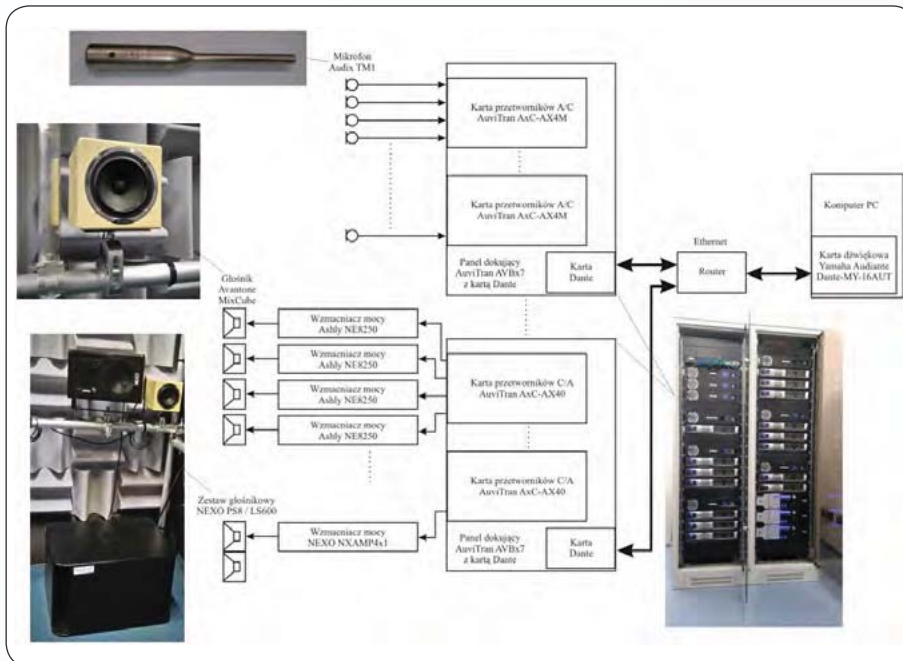 Mikrofon
Audix TM1
Karta przetworników A/C
AuviTran AxC-AX4M
Karta przetworników A/C
AuviTran AxC-AX4M
Panel dokujący
AuviTran AVBx7
z kartą Dante
Karta
Dante
Ethernet
Router
Komputer PC
Karta dźwiękowa
Yamaha Audiante
Dante-MY-16AUT
Głośnik
Avantone
MixCube
Wzmacniacz mocy
Ashly NE8250
Wzmacniacz mocy
Ashly NE8250
Wzmacniacz mocy
Ashly NE8250
Wzmacniacz mocy
Ashly NE8250
Karta przetworników C/A
AuviTran AxC-AX40
Karta przetworników C/A
AuviTran AxC-AX40
Zestaw głośnikowy
NEXO PS8 / LS600
Wzmacniacz mocy
NEXO NXAMP4x1
Panel dokujący
AuviTran AVBx7
z kartą Dante
Karta
Dante